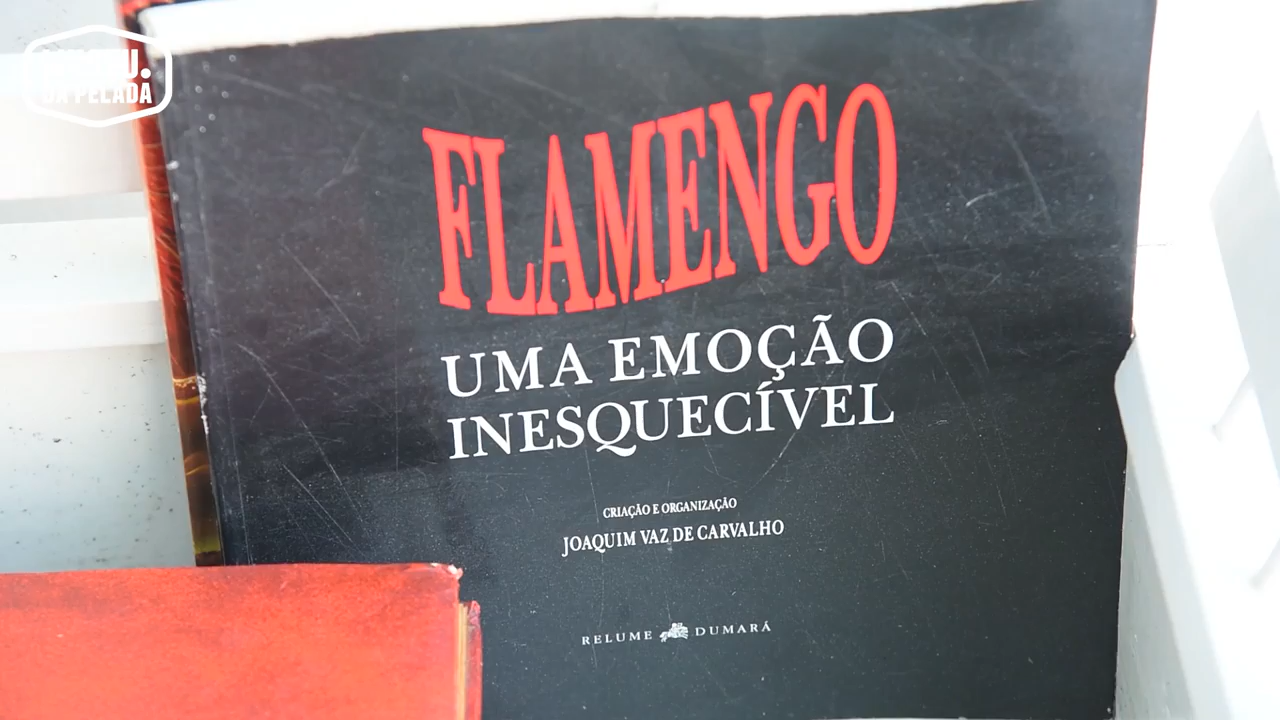 DA PELADA
FLAMENGO
UMA EMOÇÃO
INESQUECÍVEL
CRIAÇÃO E ORGANIZAÇÃO
JOAQUIM VAZ DE CARVALHO
RELUME DUMARÁ